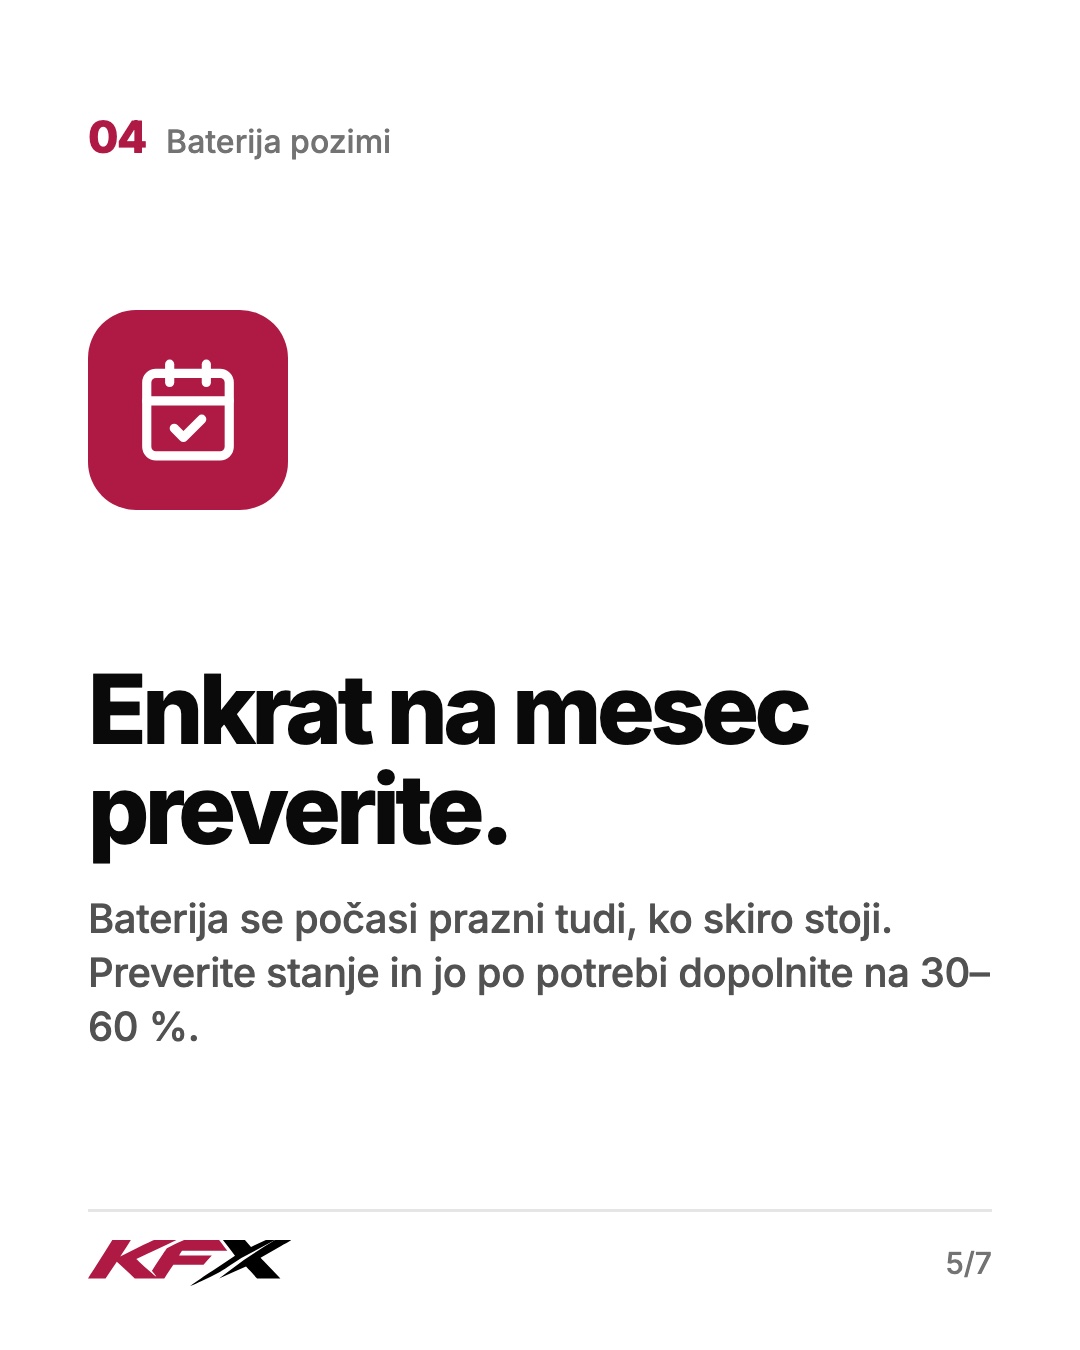 04 Baterija pozimi
Enkrat na mesec
preverite.
Baterija se počasi prazni tudi, ko skiro stoji.
Preverite stanje in jo po potrebi dopolnite na 30–
60 %.
KFX
5/7